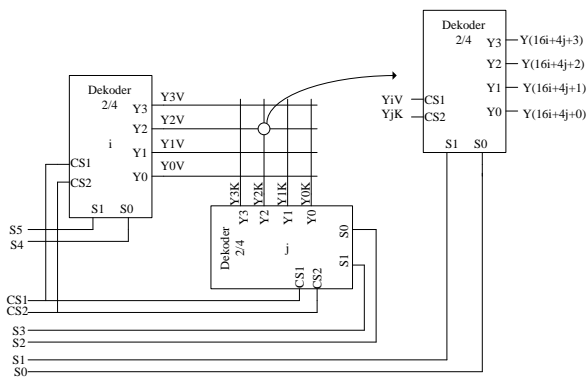 Dekoder
2/4
Y3 Y(16i+4j+3)
Y2 Y(16i+4j+2)
Y1 Y(16i+4j+1)
Y0 Y(16i+4j+0)
YiV CS1
YjK CS2
S1 S0
Dekoder
2/4
i
Y3 Y3V
Y2 Y2V
Y1 Y1V
Y0 Y0V
CS1
CS2
S1 S0
Y3K Y2K Y1K Y0K
Y3 Y2 Y1 Y0
Dekoder
2/4
j
S0
S1
CS1 CS2
S5
S4
CS1
CS2
S3
S2
S1
S0